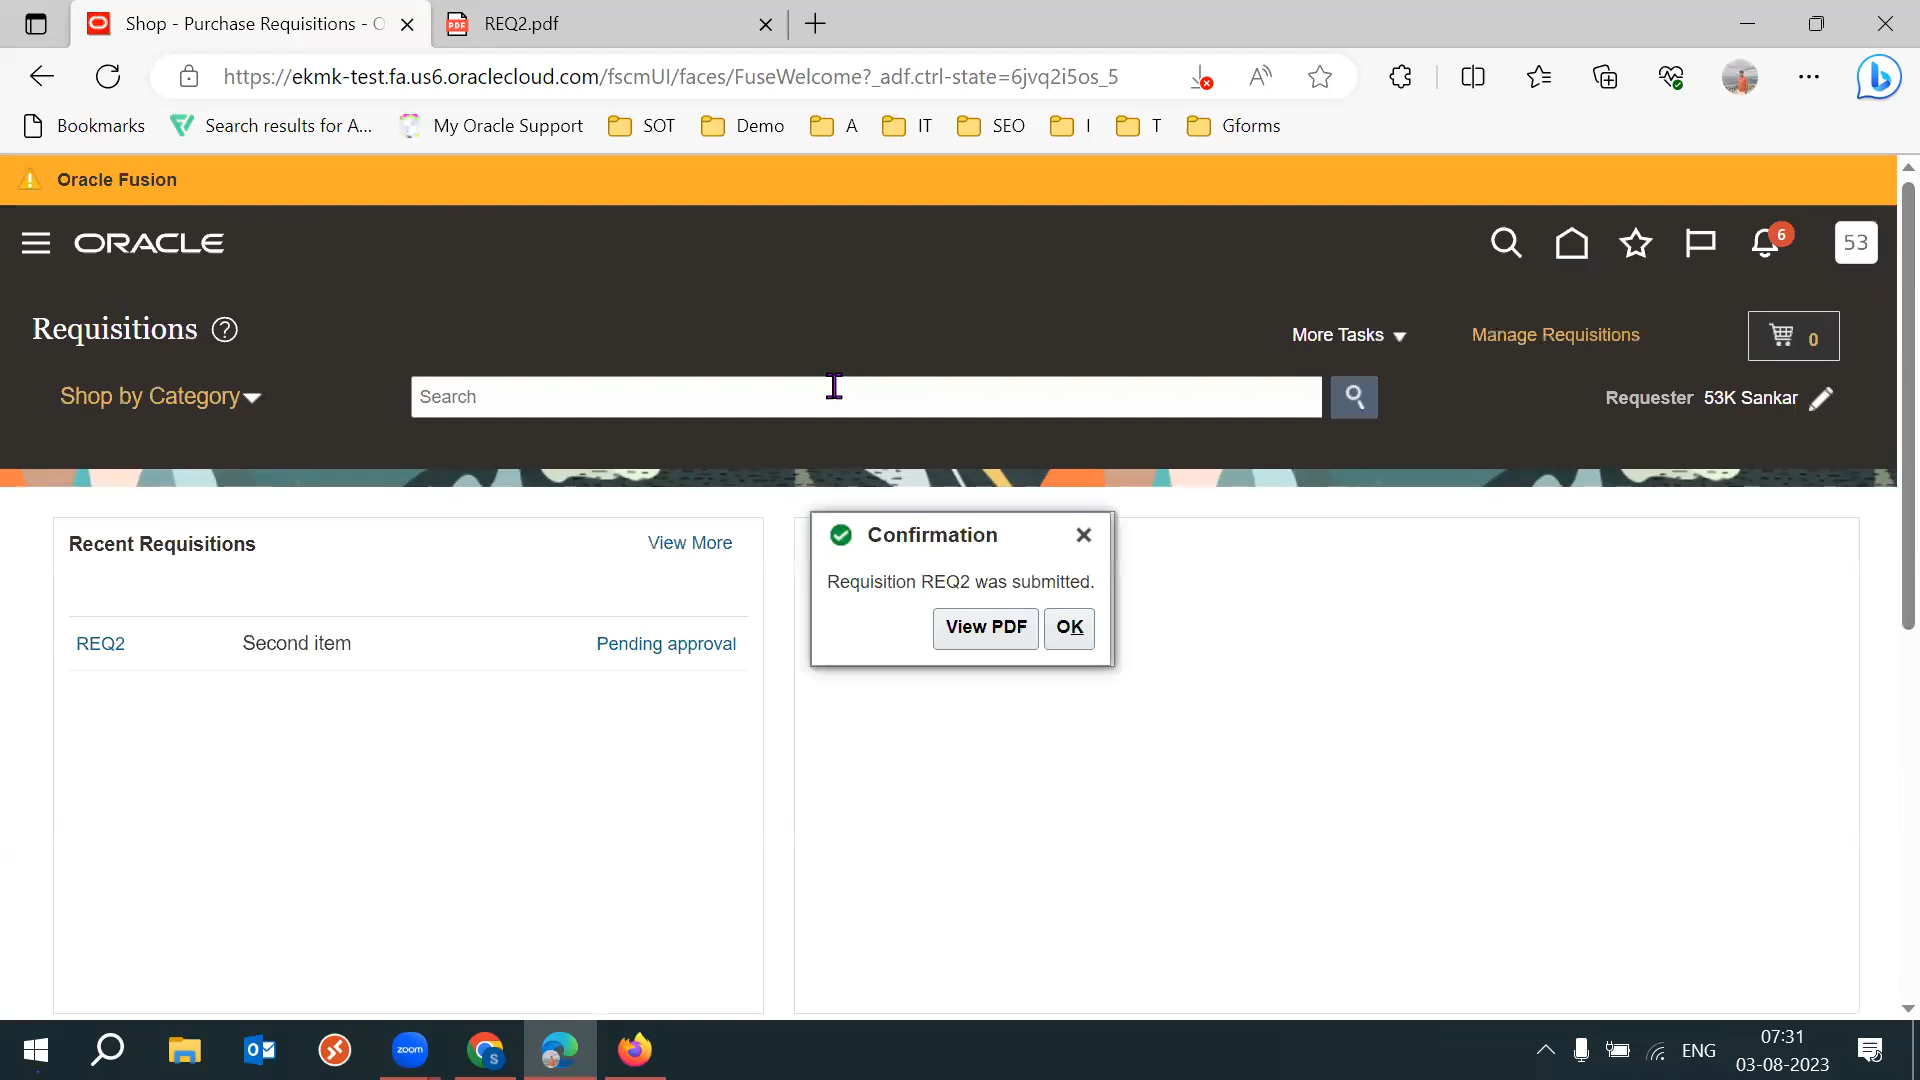 Shop - Purchase Requisitions - O
REQ2.pdf
https://ekmk-test.fa.us6.oraclecloud.com/fscmUI/faces/FuseWelcome?_adf.ctrl-state=6jvq2i5os_5
Bookmarks
Search results for A...
My Oracle Support
SOT
Demo
A
IT
SEO
I
T
Gforms
Oracle Fusion
ORACLE
6
53
Requisitions
More Tasks
Manage Requisitions
0
Shop by Category
Search
Requester 53K Sankar
Recent Requisitions
View More
REQ2 Second item Pending approval
Confirmation
Requisition REQ2 was submitted.
View PDF
OK
zoom
S
ENG
07:31
03-08-2023